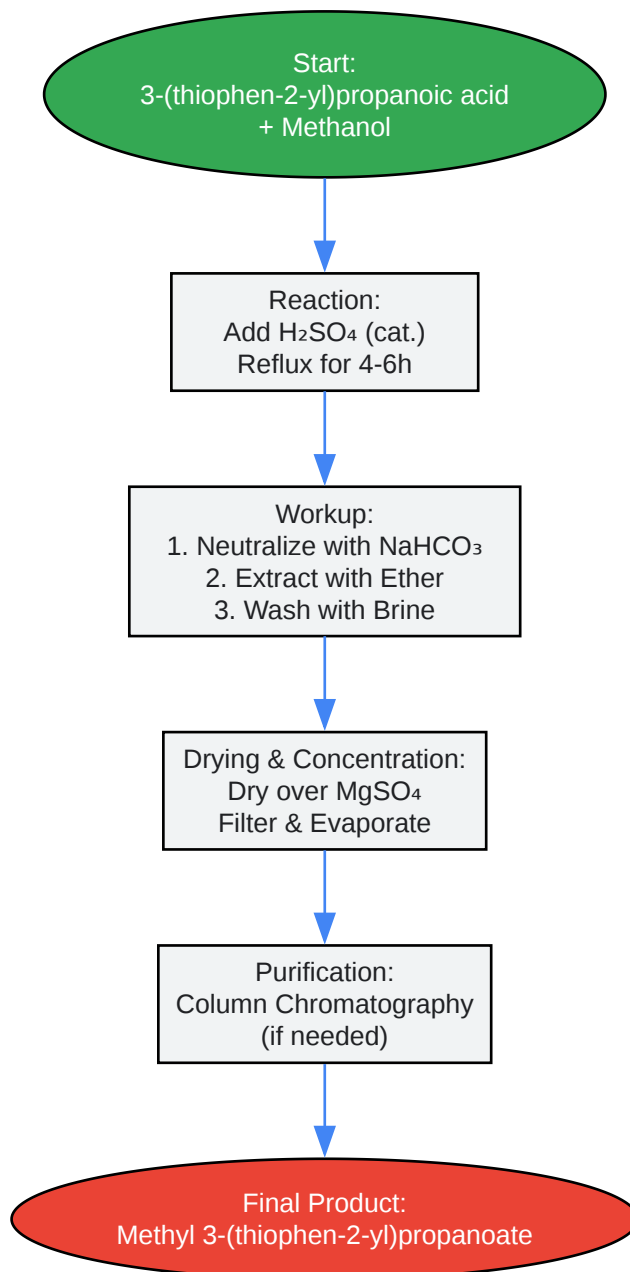 Start:
3-(thiophen-2-yl)propanoic acid
+ Methanol
Reaction:
Add H₂SO₄ (cat.)
Reflux for 4-6h
Workup:
1. Neutralize with NaHCO₃
2. Extract with Ether
3. Wash with Brine
Drying & Concentration:
Dry over MgSO₄
Filter & Evaporate
Purification:
Column Chromatography
(if needed)
Final Product:
Methyl 3-(thiophen-2-yl)propanoate